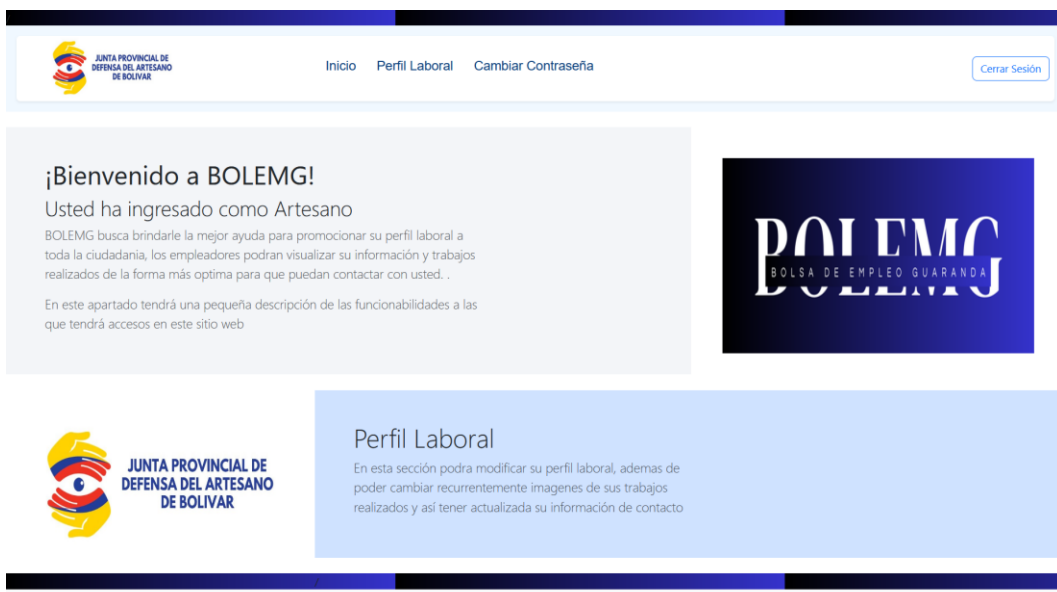 JUNTA PROVINCIAL DE
DEFENSA DEL ARTESANO
DE BOLIVAR
Inicio Perfil Laboral Cambiar Contraseña
Cerrar Sesión
¡Bienvenido a BOLEMG!
Usted ha ingresado como Artesano
BOLEMG busca brindarle la mejor ayuda para promocionar su perfil laboral a
toda la ciudadania, los empleadores podran visualizar su información y trabajos
realizados de la forma más optima para que puedan contactar con usted. .
En este apartado tendrá una pequeña descripción de las funcionabilidades a las
que tendrá accesos en este sitio web
BOLEMG
BOLSA DE EMPLEO GUARANDA
JUNTA PROVINCIAL DE
DEFENSA DEL ARTESANO
DE BOLIVAR
Perfil Laboral
En esta sección podra modificar su perfil laboral, ademas de
poder cambiar recurrentemente imagenes de sus trabajos
realizados y así tener actualizada su información de contacto